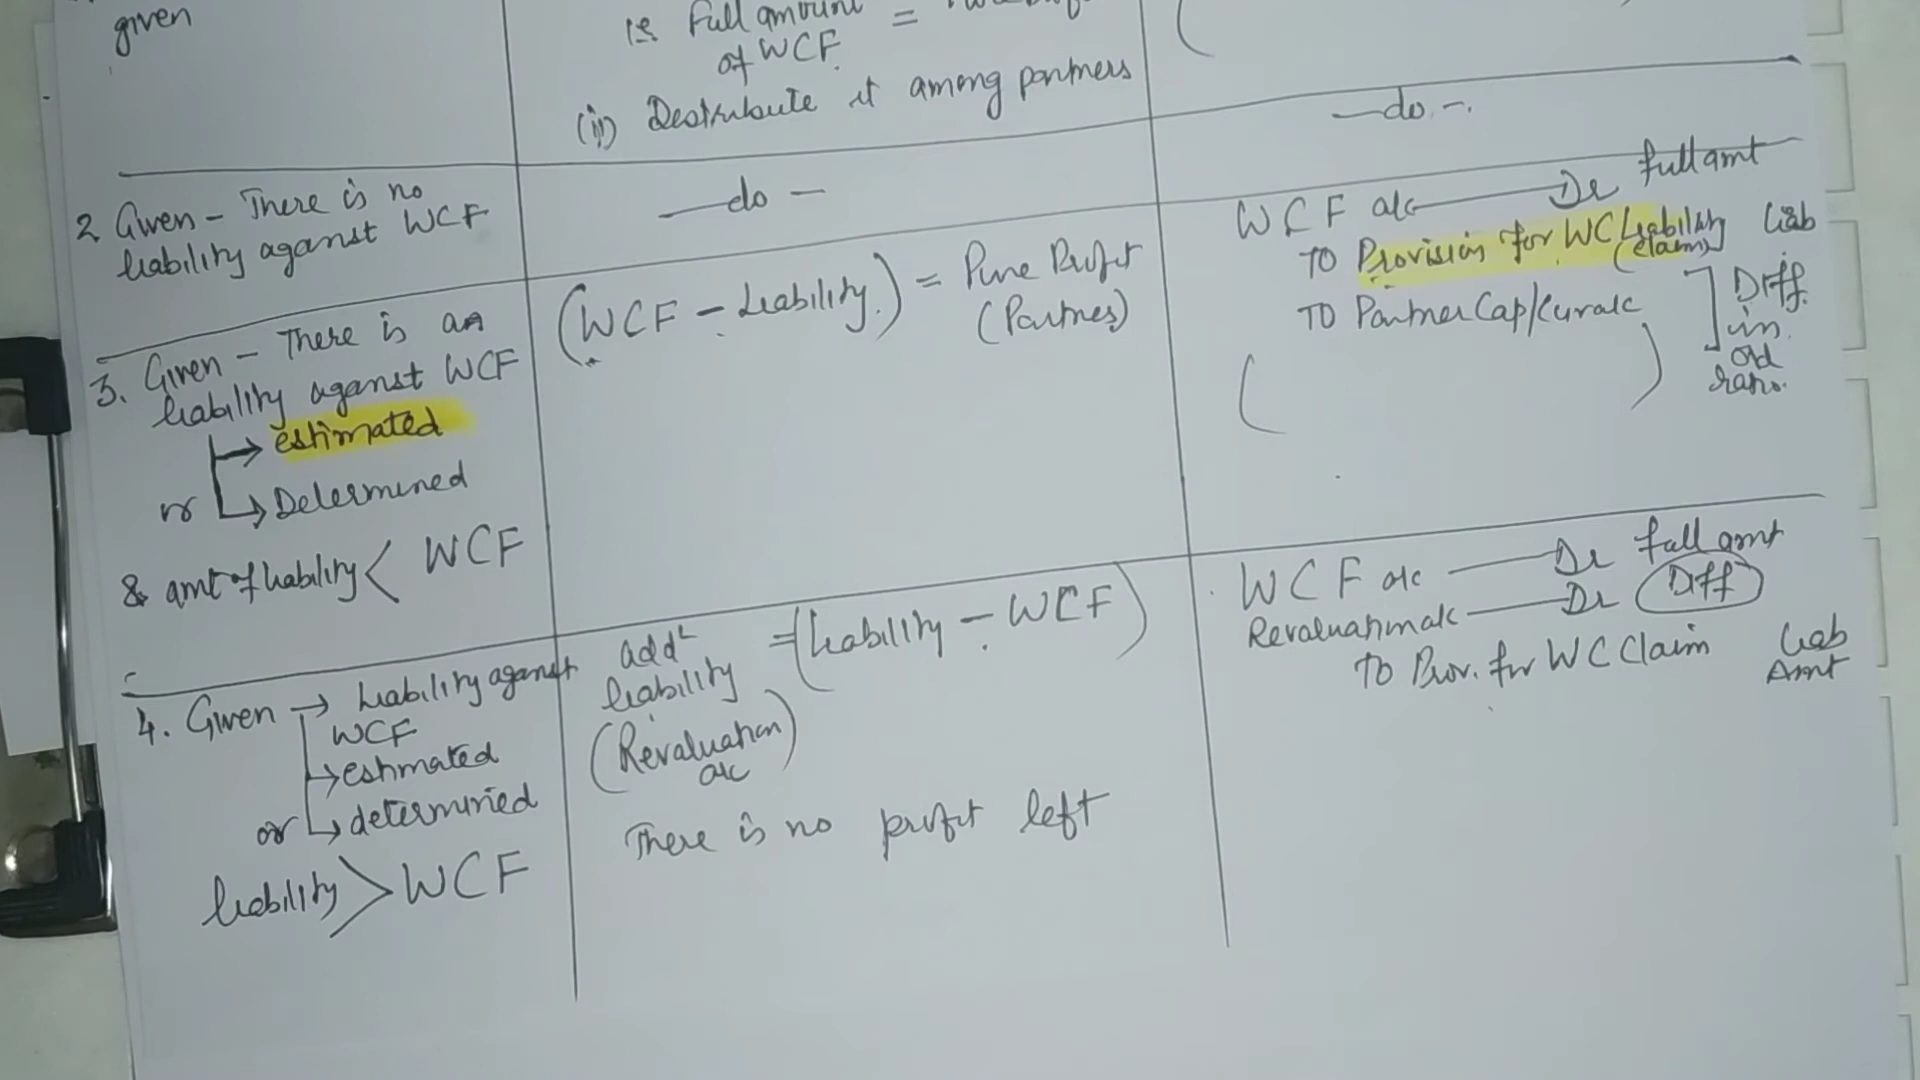 given
is Full amount =
of WCF
(ii) Destribute it among partners
—do.—.
2 Given - There is no
liability against WCF
—do —
WCF a/c —— Dr full amt
To Provision for WC Liability Liab
(claim)
To Partner Cap/Cur a/c
Diff.
in
old
ratio.
3. Given - There is an
liability against WCF
→ estimated
or → Determined
& amt of liability < WCF
(WCF - Liability.) = Pure Profit
(Partners)
4. Given → Liability against
WCF
→ estimated
or → determined
liability > WCF
addl = (Liability - WCF)
liability
(Revaluation)
a/c
There is no profit left
WCF a/c —— Dr full amt
Revaluation a/c —— Dr Diff
To Prov. for WC Claim Liab
Amt